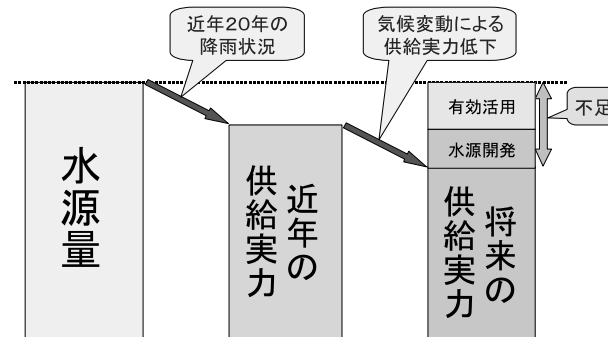 近年20年の
降雨状況
気候変動による
供給実力低下
有効活用
不足
水源開発
水源量
近年の
供給実力
将来の
供給実力